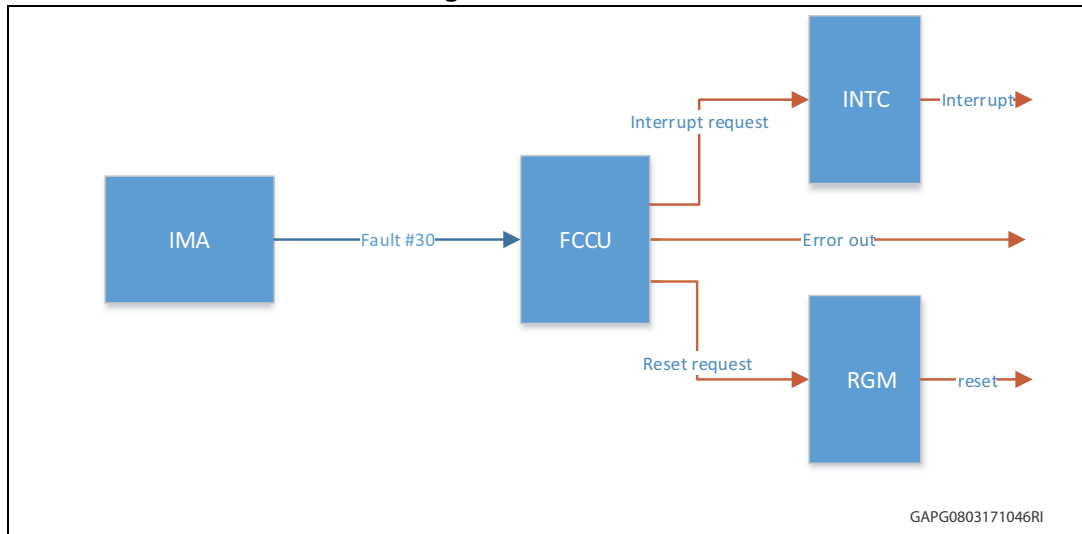 g
INTC
Interrupt
Interrupt request
IMA
Fault #30
FCCU
Error out
Reset request
RGM
reset
GAPG0803171046RI